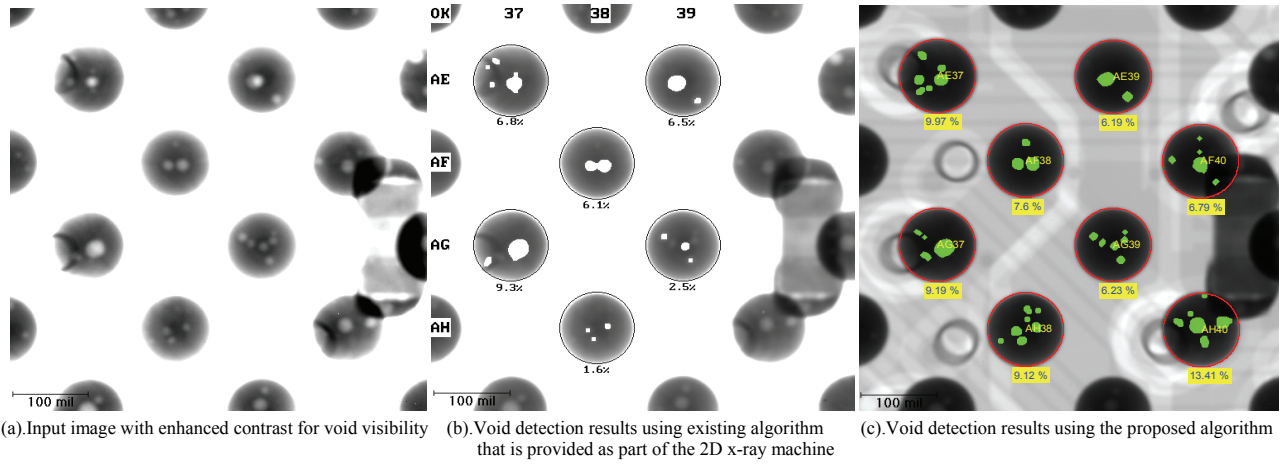 OK 37 38 39
AE
6.8% 6.5%
AF
6.1%
AG
9.3% 2.5%
AH
1.6%
100 mil
100 mil
AE37 AE39
9.97 % 6.19 %
AF38 AF40
7.6 % 6.79 %
AG37 AG39
9.19 % 6.23 %
AH38 AH40
9.12 % 13.41 %
100 mil
(a).Input image with enhanced contrast for void visibility
(b).Void detection results using existing algorithm
that is provided as part of the 2D x-ray machine
(c).Void detection results using the proposed algorithm